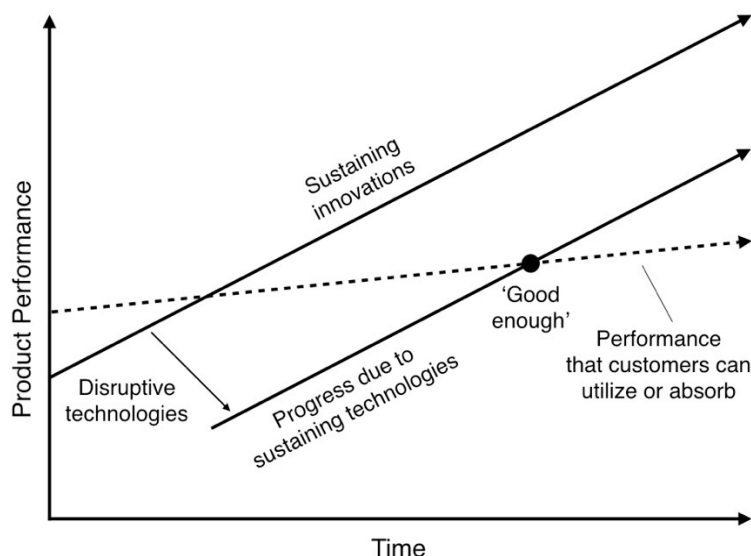 Product Performance
Sustaining
innovations
‘Good
enough’
Performance
that customers can
utilize or absorb
Disruptive
technologies
Progress due to
sustaining technologies
Time